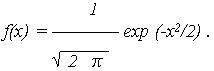 f(x) = 1 / √(2 π) exp (-x²/2) .